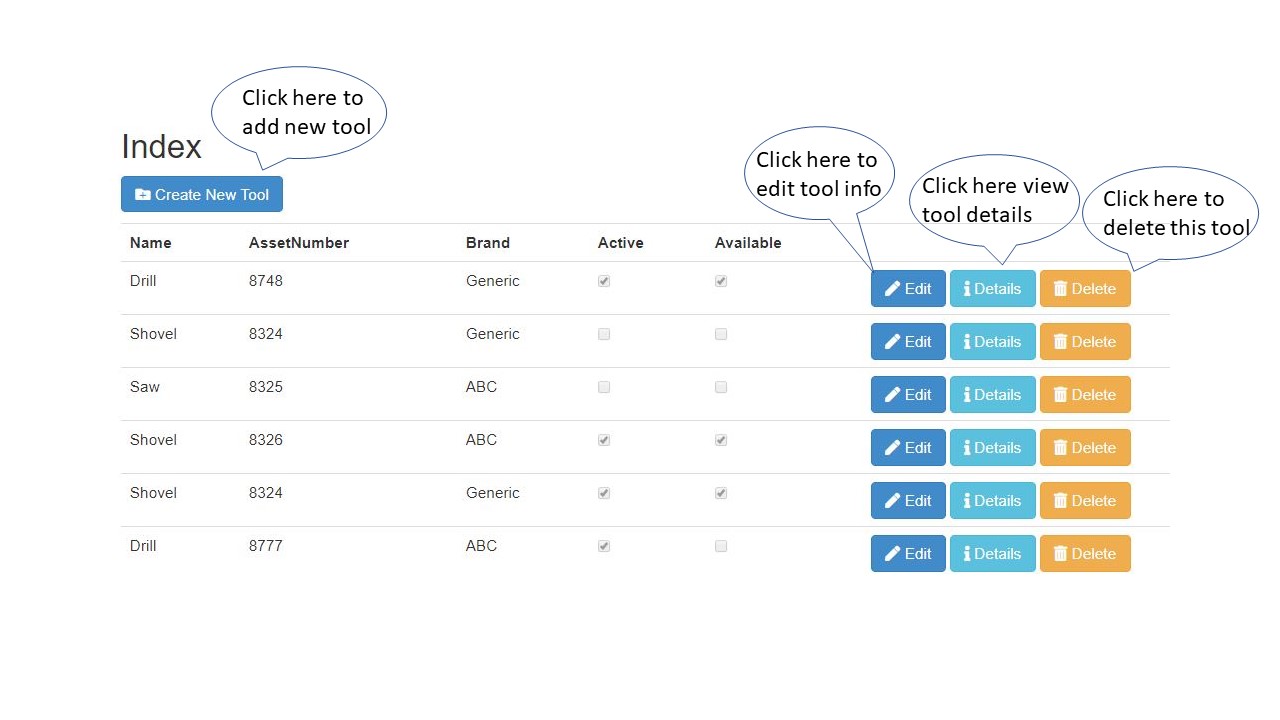 Click here to
add new tool
Index
Create New Tool
Click here to
edit tool info
Click here view
tool details
Click here to
delete this tool
Name AssetNumber Brand Active Available
Drill 8748 Generic Edit Details Delete
Shovel 8324 Generic Edit Details Delete
Saw 8325 ABC Edit Details Delete
Shovel 8326 ABC Edit Details Delete
Shovel 8324 Generic Edit Details Delete
Drill 8777 ABC Edit Details Delete